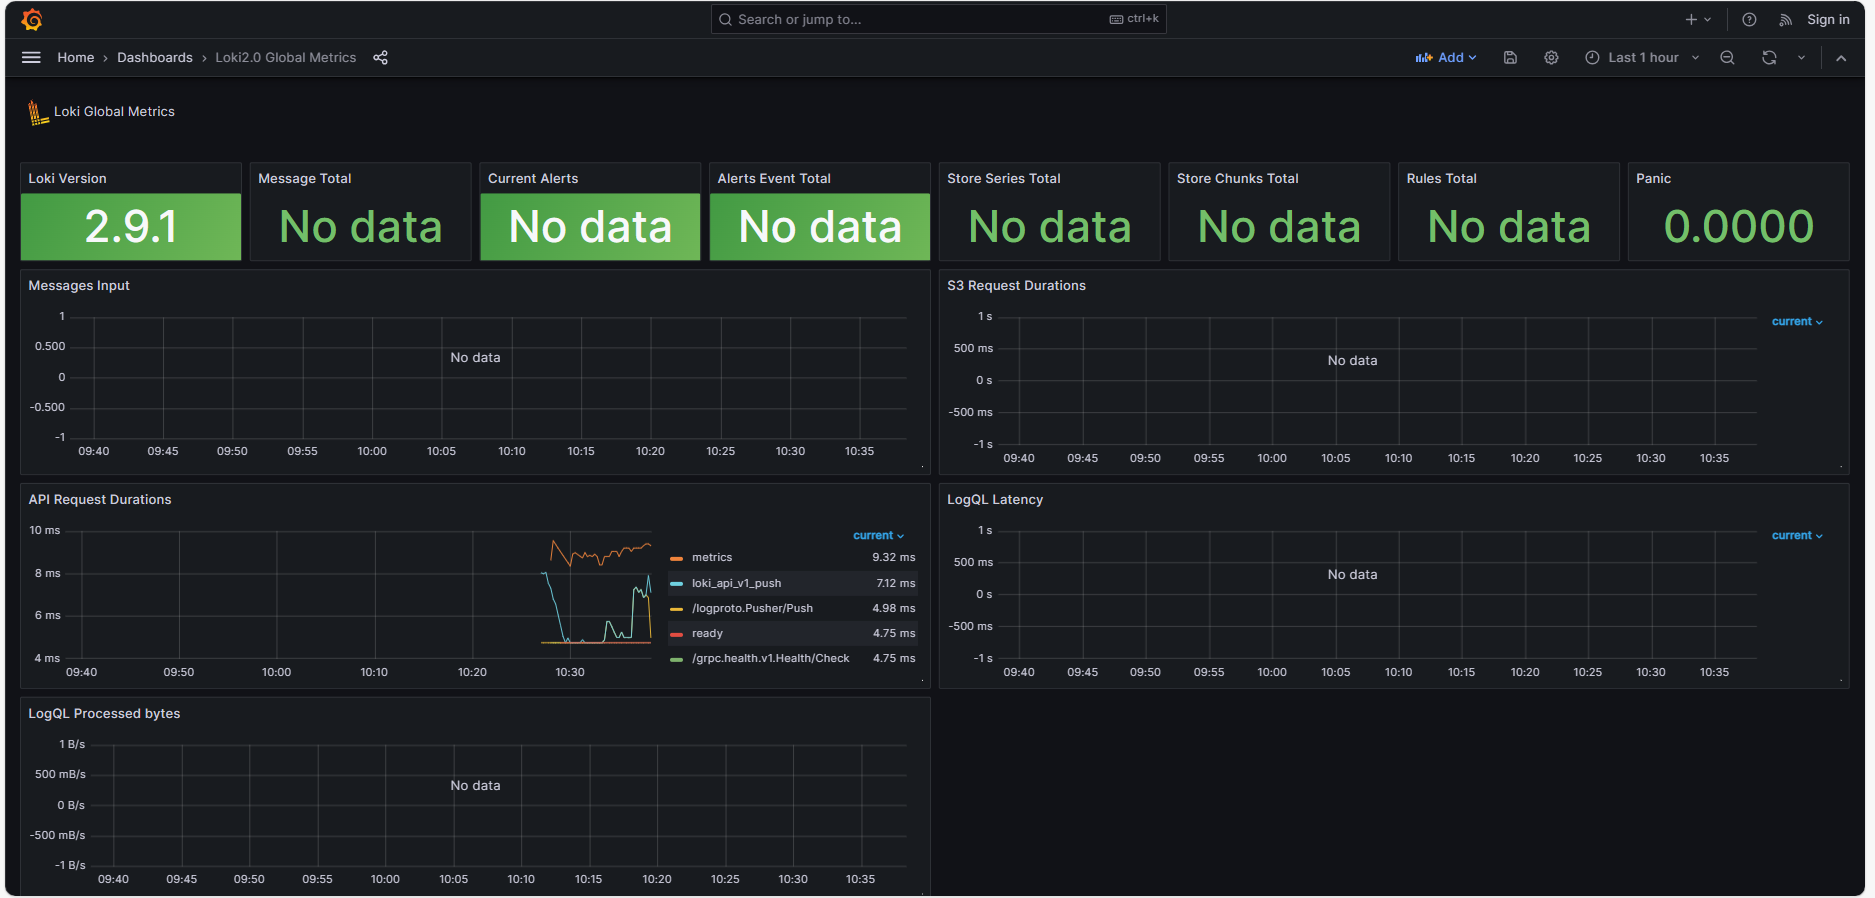 Search or jump to...
ctrl+k
Sign in
Home
Dashboards
Loki2.0 Global Metrics
Add
Last 1 hour
Loki Global Metrics
Loki Version
2.9.1
Message Total
No data
Current Alerts
No data
Alerts Event Total
No data
Store Series Total
No data
Store Chunks Total
No data
Rules Total
No data
Panic
0.0000
Messages Input
1
0.500
0
-0.500
-1
No data
09:40 09:45 09:50 09:55 10:00 10:05 10:10 10:15 10:20 10:25 10:30 10:35
S3 Request Durations
1 s
500 ms
0 s
-500 ms
-1 s
No data
current
09:40 09:45 09:50 09:55 10:00 10:05 10:10 10:15 10:20 10:25 10:30 10:35
API Request Durations
10 ms
8 ms
6 ms
4 ms
09:40 09:50 10:00 10:10 10:20 10:30
current
metrics 9.32 ms
loki_api_v1_push 7.12 ms
/logproto.Pusher/Push 4.98 ms
ready 4.75 ms
/grpc.health.v1.Health/Check 4.75 ms
LogQL Latency
1 s
500 ms
0 s
-500 ms
-1 s
No data
current
09:40 09:45 09:50 09:55 10:00 10:05 10:10 10:15 10:20 10:25 10:30 10:35
LogQL Processed bytes
1 B/s
500 mB/s
0 B/s
-500 mB/s
-1 B/s
No data
09:40 09:45 09:50 09:55 10:00 10:05 10:10 10:15 10:20 10:25 10:30 10:35